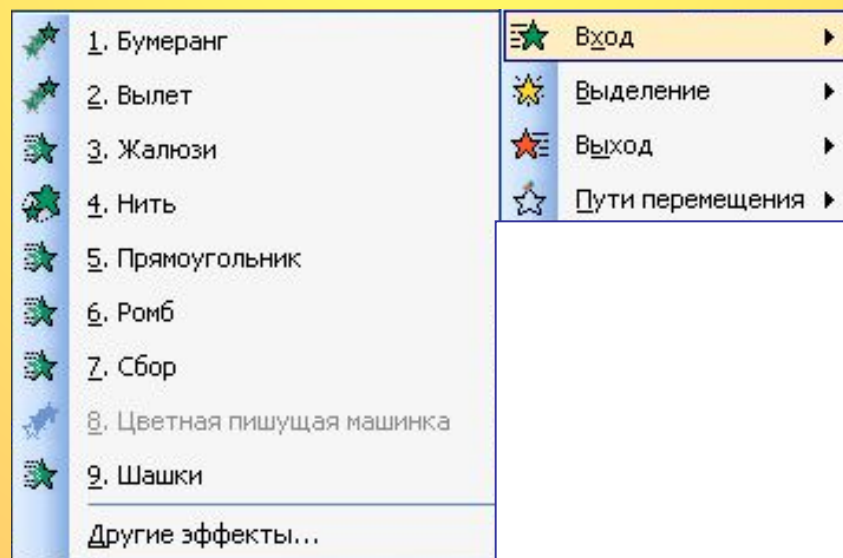 1. Бумеранг
2. Вылет
3. Жалюзи
4. Нить
5. Прямоугольник
6. Ромб
7. Сбор
8. Цветная пишущая машинка
9. Шашки
Другие эффекты...
Вход
Выделение
Выход
Пути перемещения